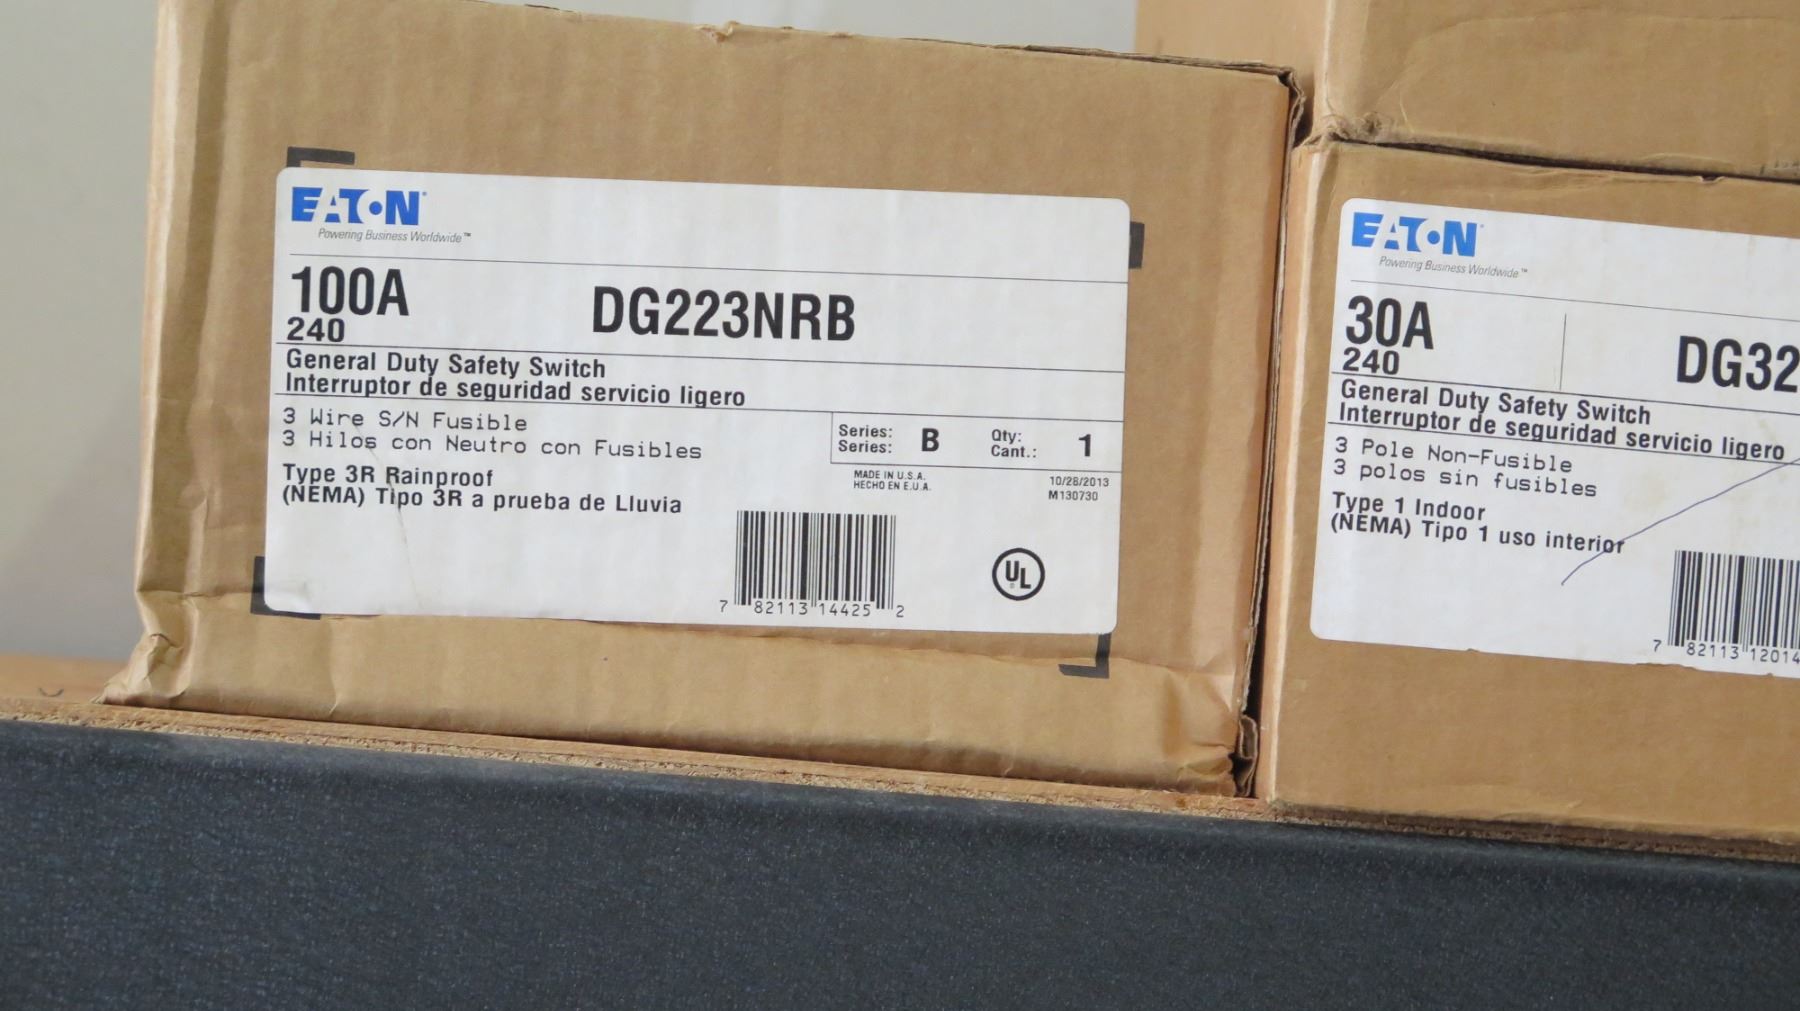 EATON
Powering Business Worldwide™
100A
240
DG223NRB
General Duty Safety Switch
Interruptor de seguridad servicio ligero
3 Wire S/N Fusible
3 Hilos con Neutro con Fusibles
Type 3R Rainproof
(NEMA) Tipo 3R a prueba de Lluvia
Series: B
Series:
Qty: 1
Cant.:
MADE IN U.S.A.
HECHO EN E.U.A.
10/28/2013
M130730
7 82113 14425 2
UL
EATON
Powering Business Worldwide™
30A
240
DG32
General Duty Safety Switch
Interruptor de seguridad servicio ligero
3 Pole Non-Fusible
3 polos sin fusibles
Type 1 Indoor
(NEMA) Tipo 1 uso interior
7 82113 12014